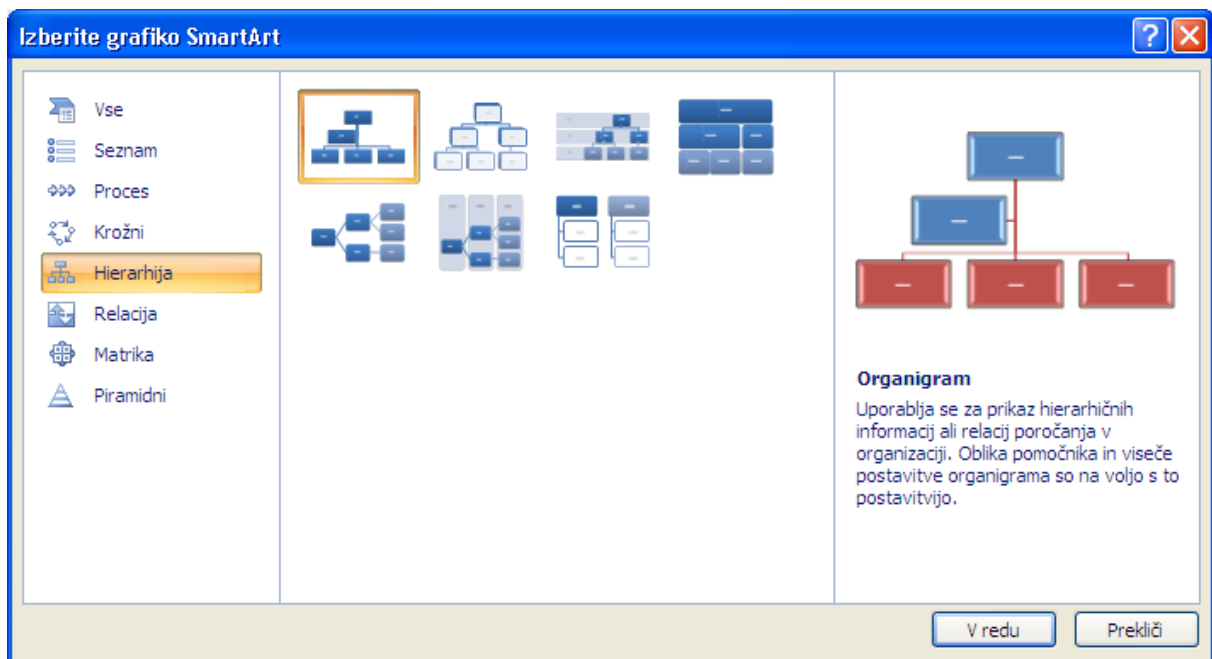 Izberite grafiko SmartArt
Vse
Seznam
Proces
Krožni
Hierarhija
Relacija
Matrika
Piramidni
Organigram
Uporablja se za prikaz hierarhičnih
informacij ali relacij poročanja v
organizaciji. Oblika pomočnika in viseče
postavitve organigrama so na voljo s to
postavitvijo.
V redu
Prekliči